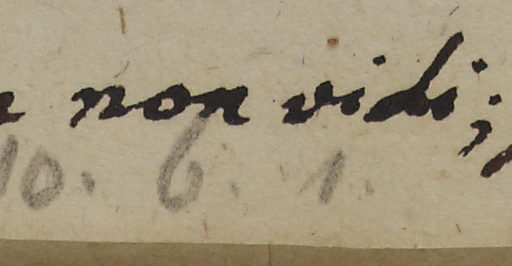 non vidi;
10. 6. 1.